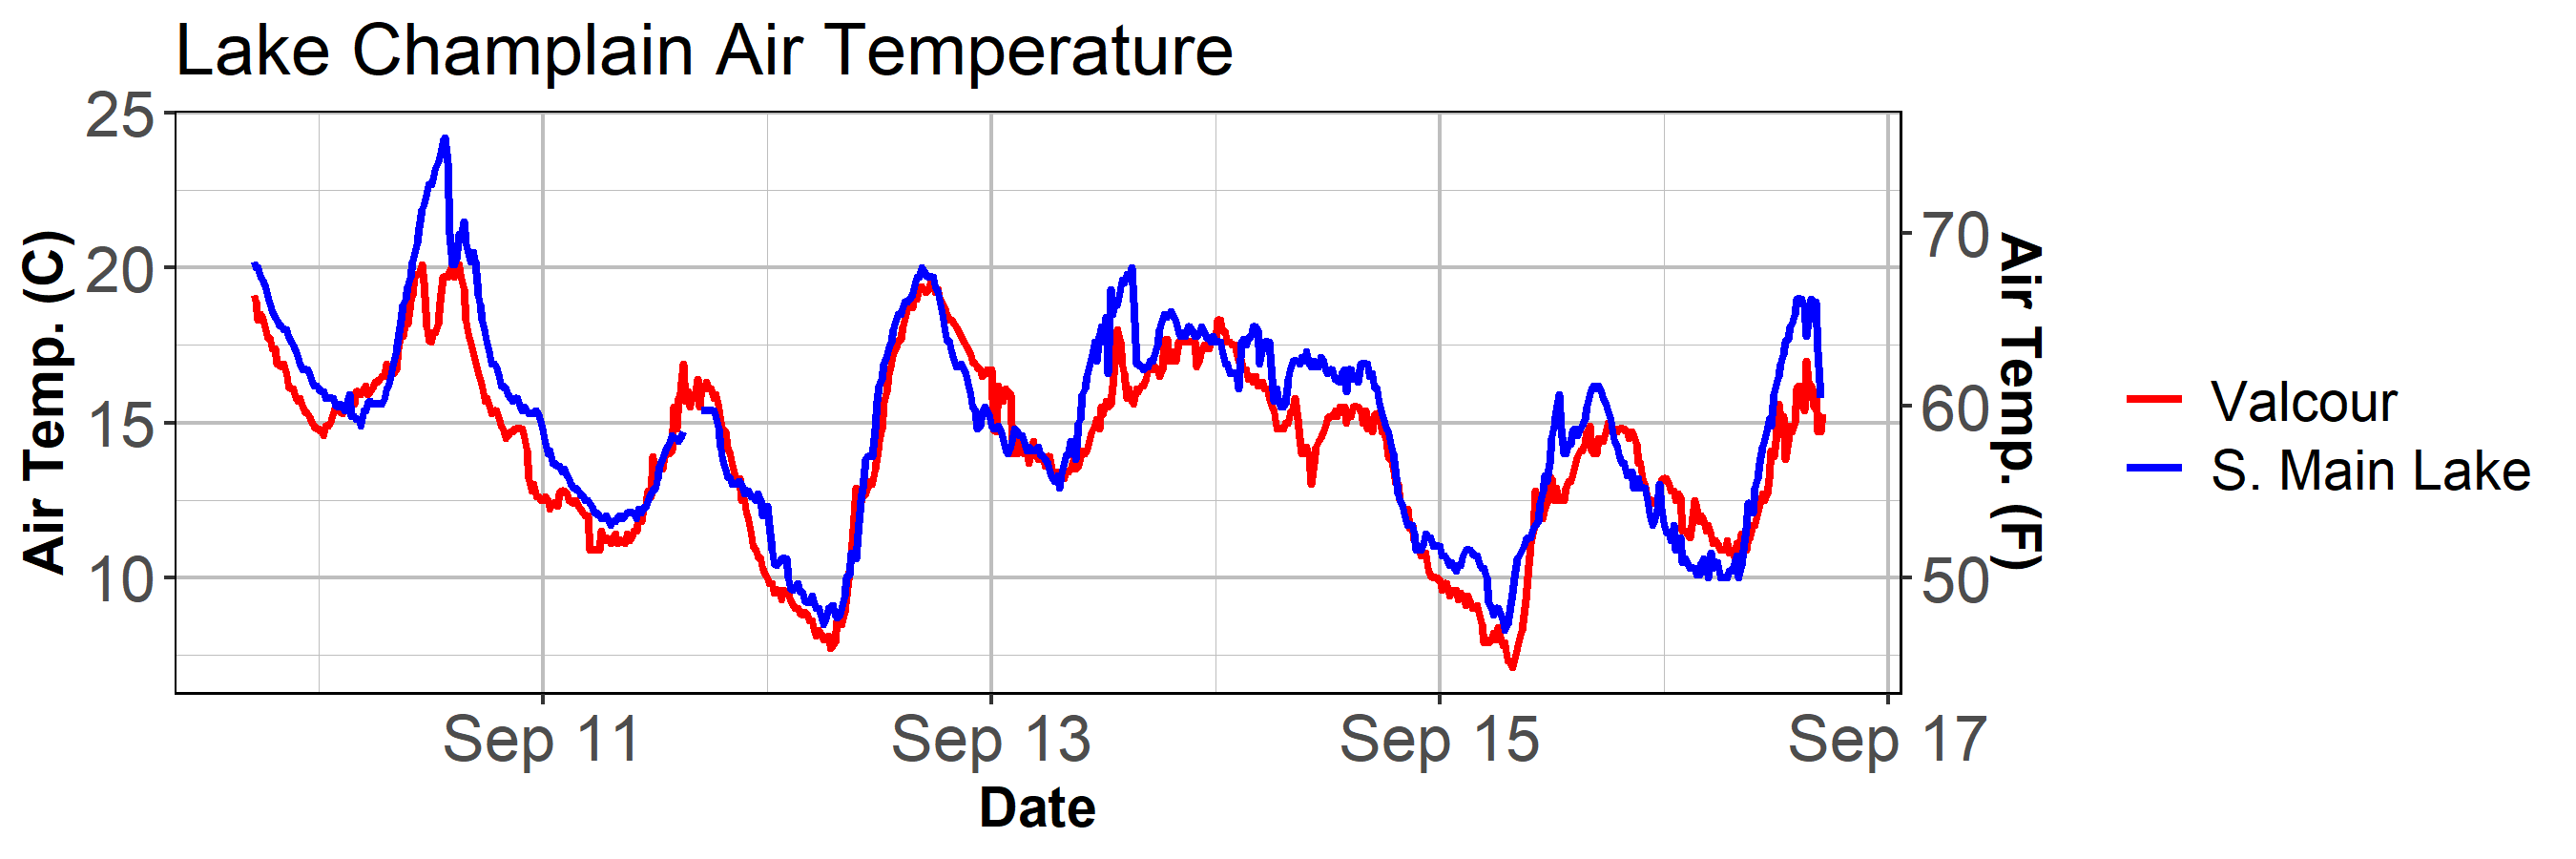 Lake Champlain Air Temperature
25
20
15
10
Air Temp. (C)
70
60
50
Air Temp. (F)
Sep 11
Sep 13
Sep 15
Sep 17
Date
Valcour
S. Main Lake